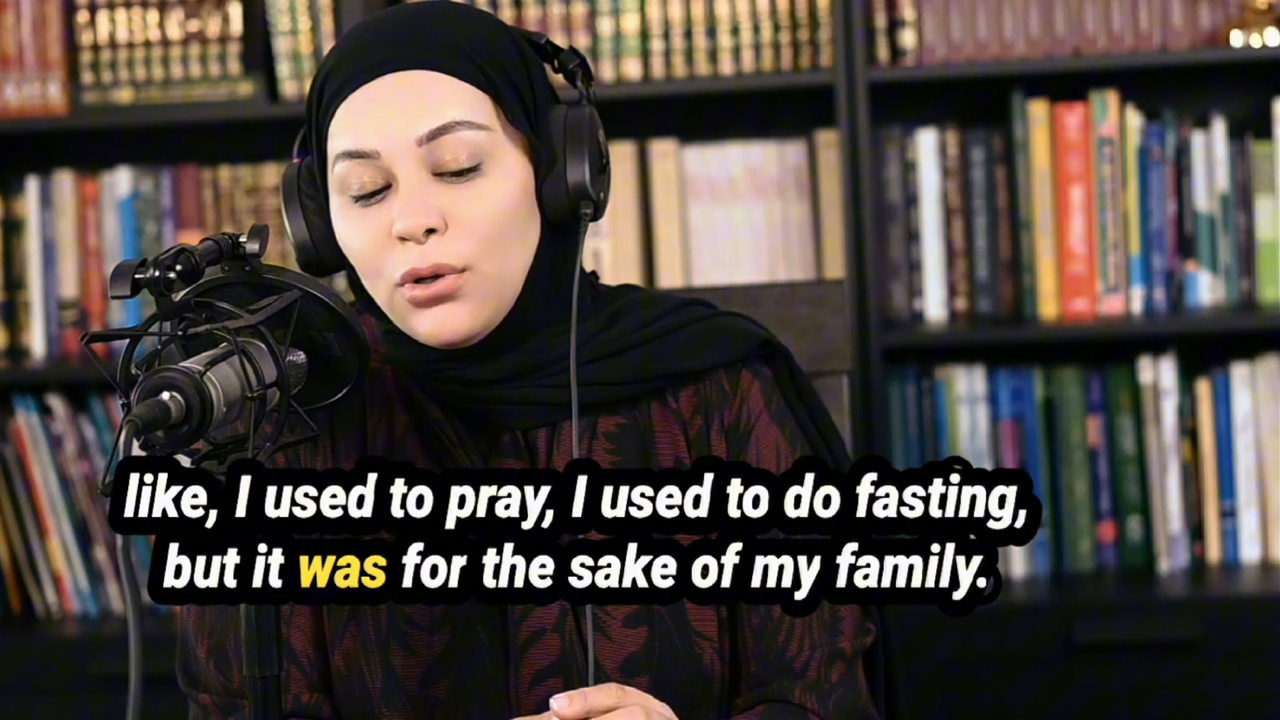 like, I used to pray, I used to do fasting,
but it was for the sake of my family.